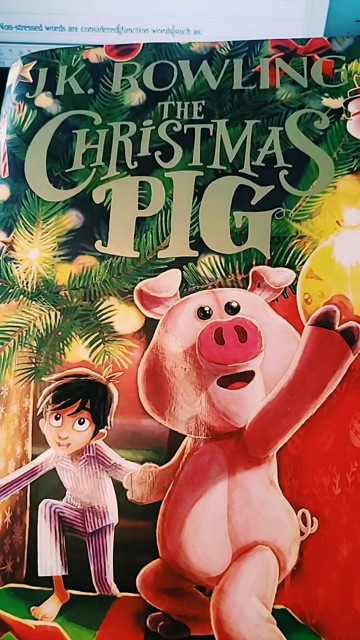 Non-stressed words are considered function words such as:
J.K. ROWLING
THE
CHRISTMAS
PIG